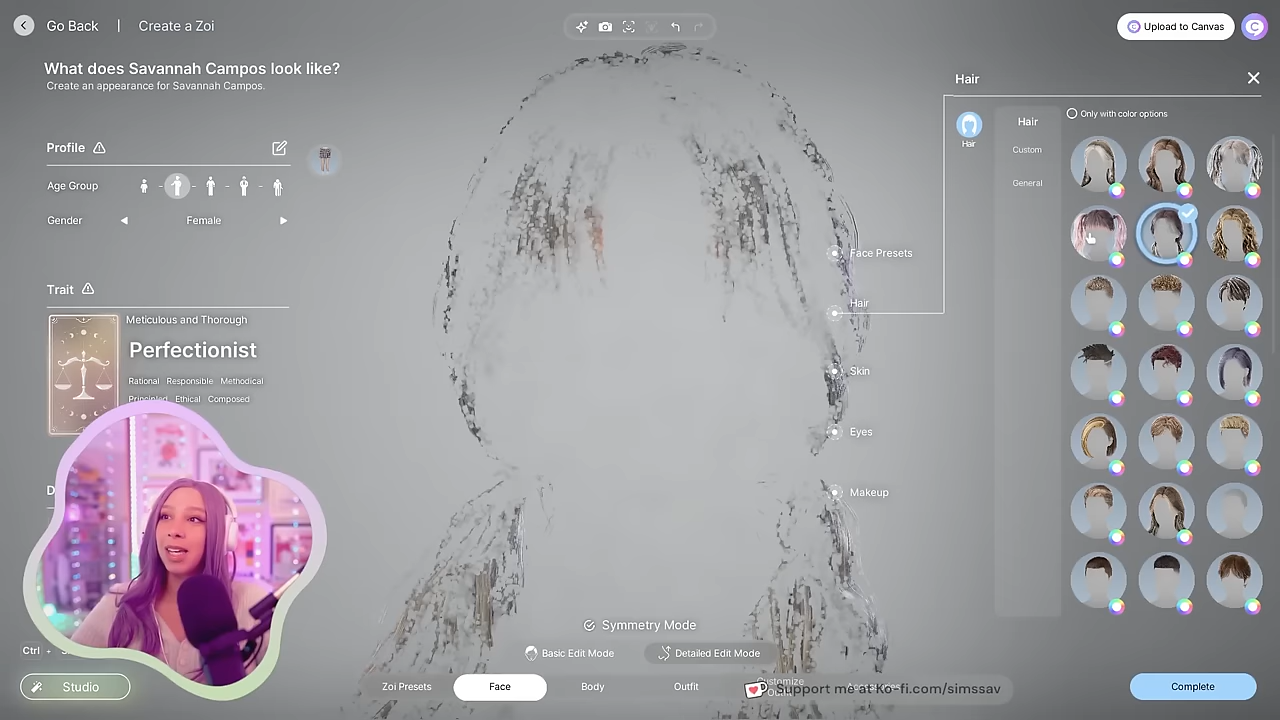 Go Back | Create a Zoi
Upload to Canvas
What does Savannah Campos look like?
Create an appearance for Savannah Campos.
Profile
Age Group
Gender
Female
Trait
Meticulous and Thorough
Perfectionist
Rational Responsible Methodical
Principled Ethical Composed
D
Ctrl +
Studio
Face Presets
Hair
Skin
Eyes
Makeup
Hair
Hair
Hair
Custom
General
Only with color options
Symmetry Mode
Basic Edit Mode
Detailed Edit Mode
Zoi Presets
Face
Body
Outfit
Customize
Support me at ko-fi.com/simssav
Complete